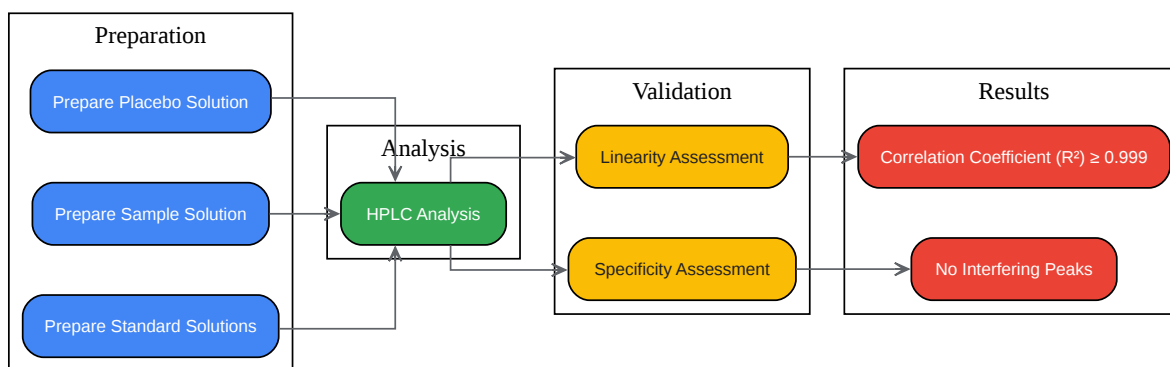 Preparation
Prepare Placebo Solution
Prepare Sample Solution
Prepare Standard Solutions
Analysis
HPLC Analysis
Validation
Linearity Assessment
Specificity Assessment
Results
Correlation Coefficient (R²) ≥ 0.999
No Interfering Peaks